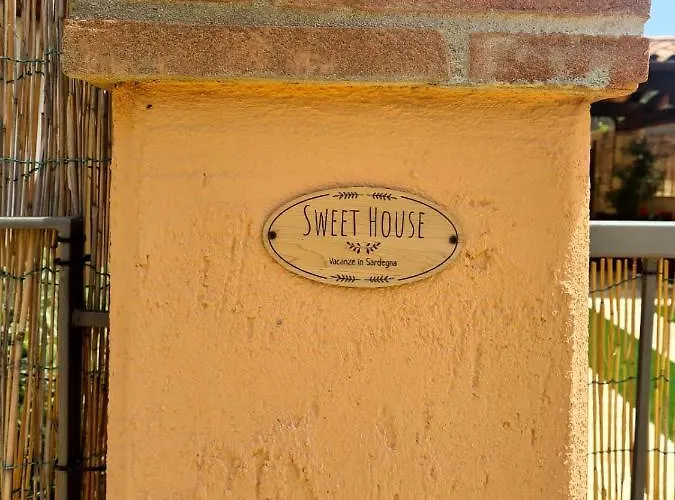 Sweet House
Vacanze in Sardegna